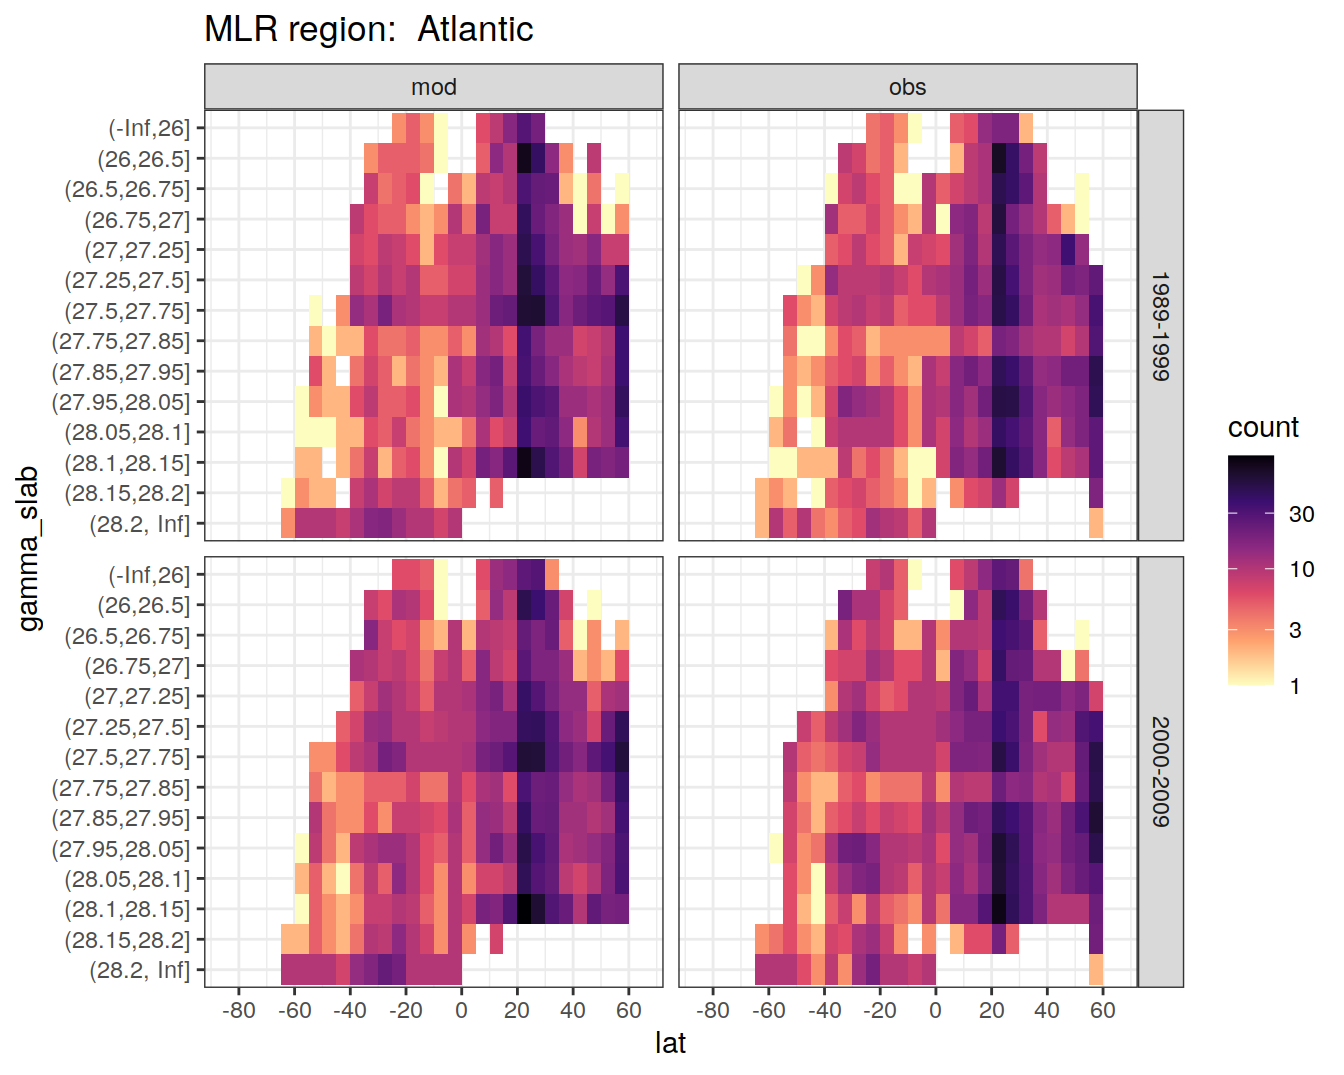 MLR region:  Atlantic
mod
obs
(-Inf,26]
(26,26.5]
(26.5,26.75]
(26.75,27]
(27,27.25]
(27.25,27.5]
(27.5,27.75]
(27.75,27.85]
(27.85,27.95]
(27.95,28.05]
(28.05,28.1]
(28.1,28.15]
(28.15,28.2]
(28.2, Inf]
1989-1999
(-Inf,26]
(26,26.5]
(26.5,26.75]
(26.75,27]
(27,27.25]
(27.25,27.5]
(27.5,27.75]
(27.75,27.85]
(27.85,27.95]
(27.95,28.05]
(28.05,28.1]
(28.1,28.15]
(28.15,28.2]
(28.2, Inf]
2000-2009
gamma_slab
-80 -60 -40 -20 0 20 40 60
-80 -60 -40 -20 0 20 40 60
lat
count
30
10
3
1